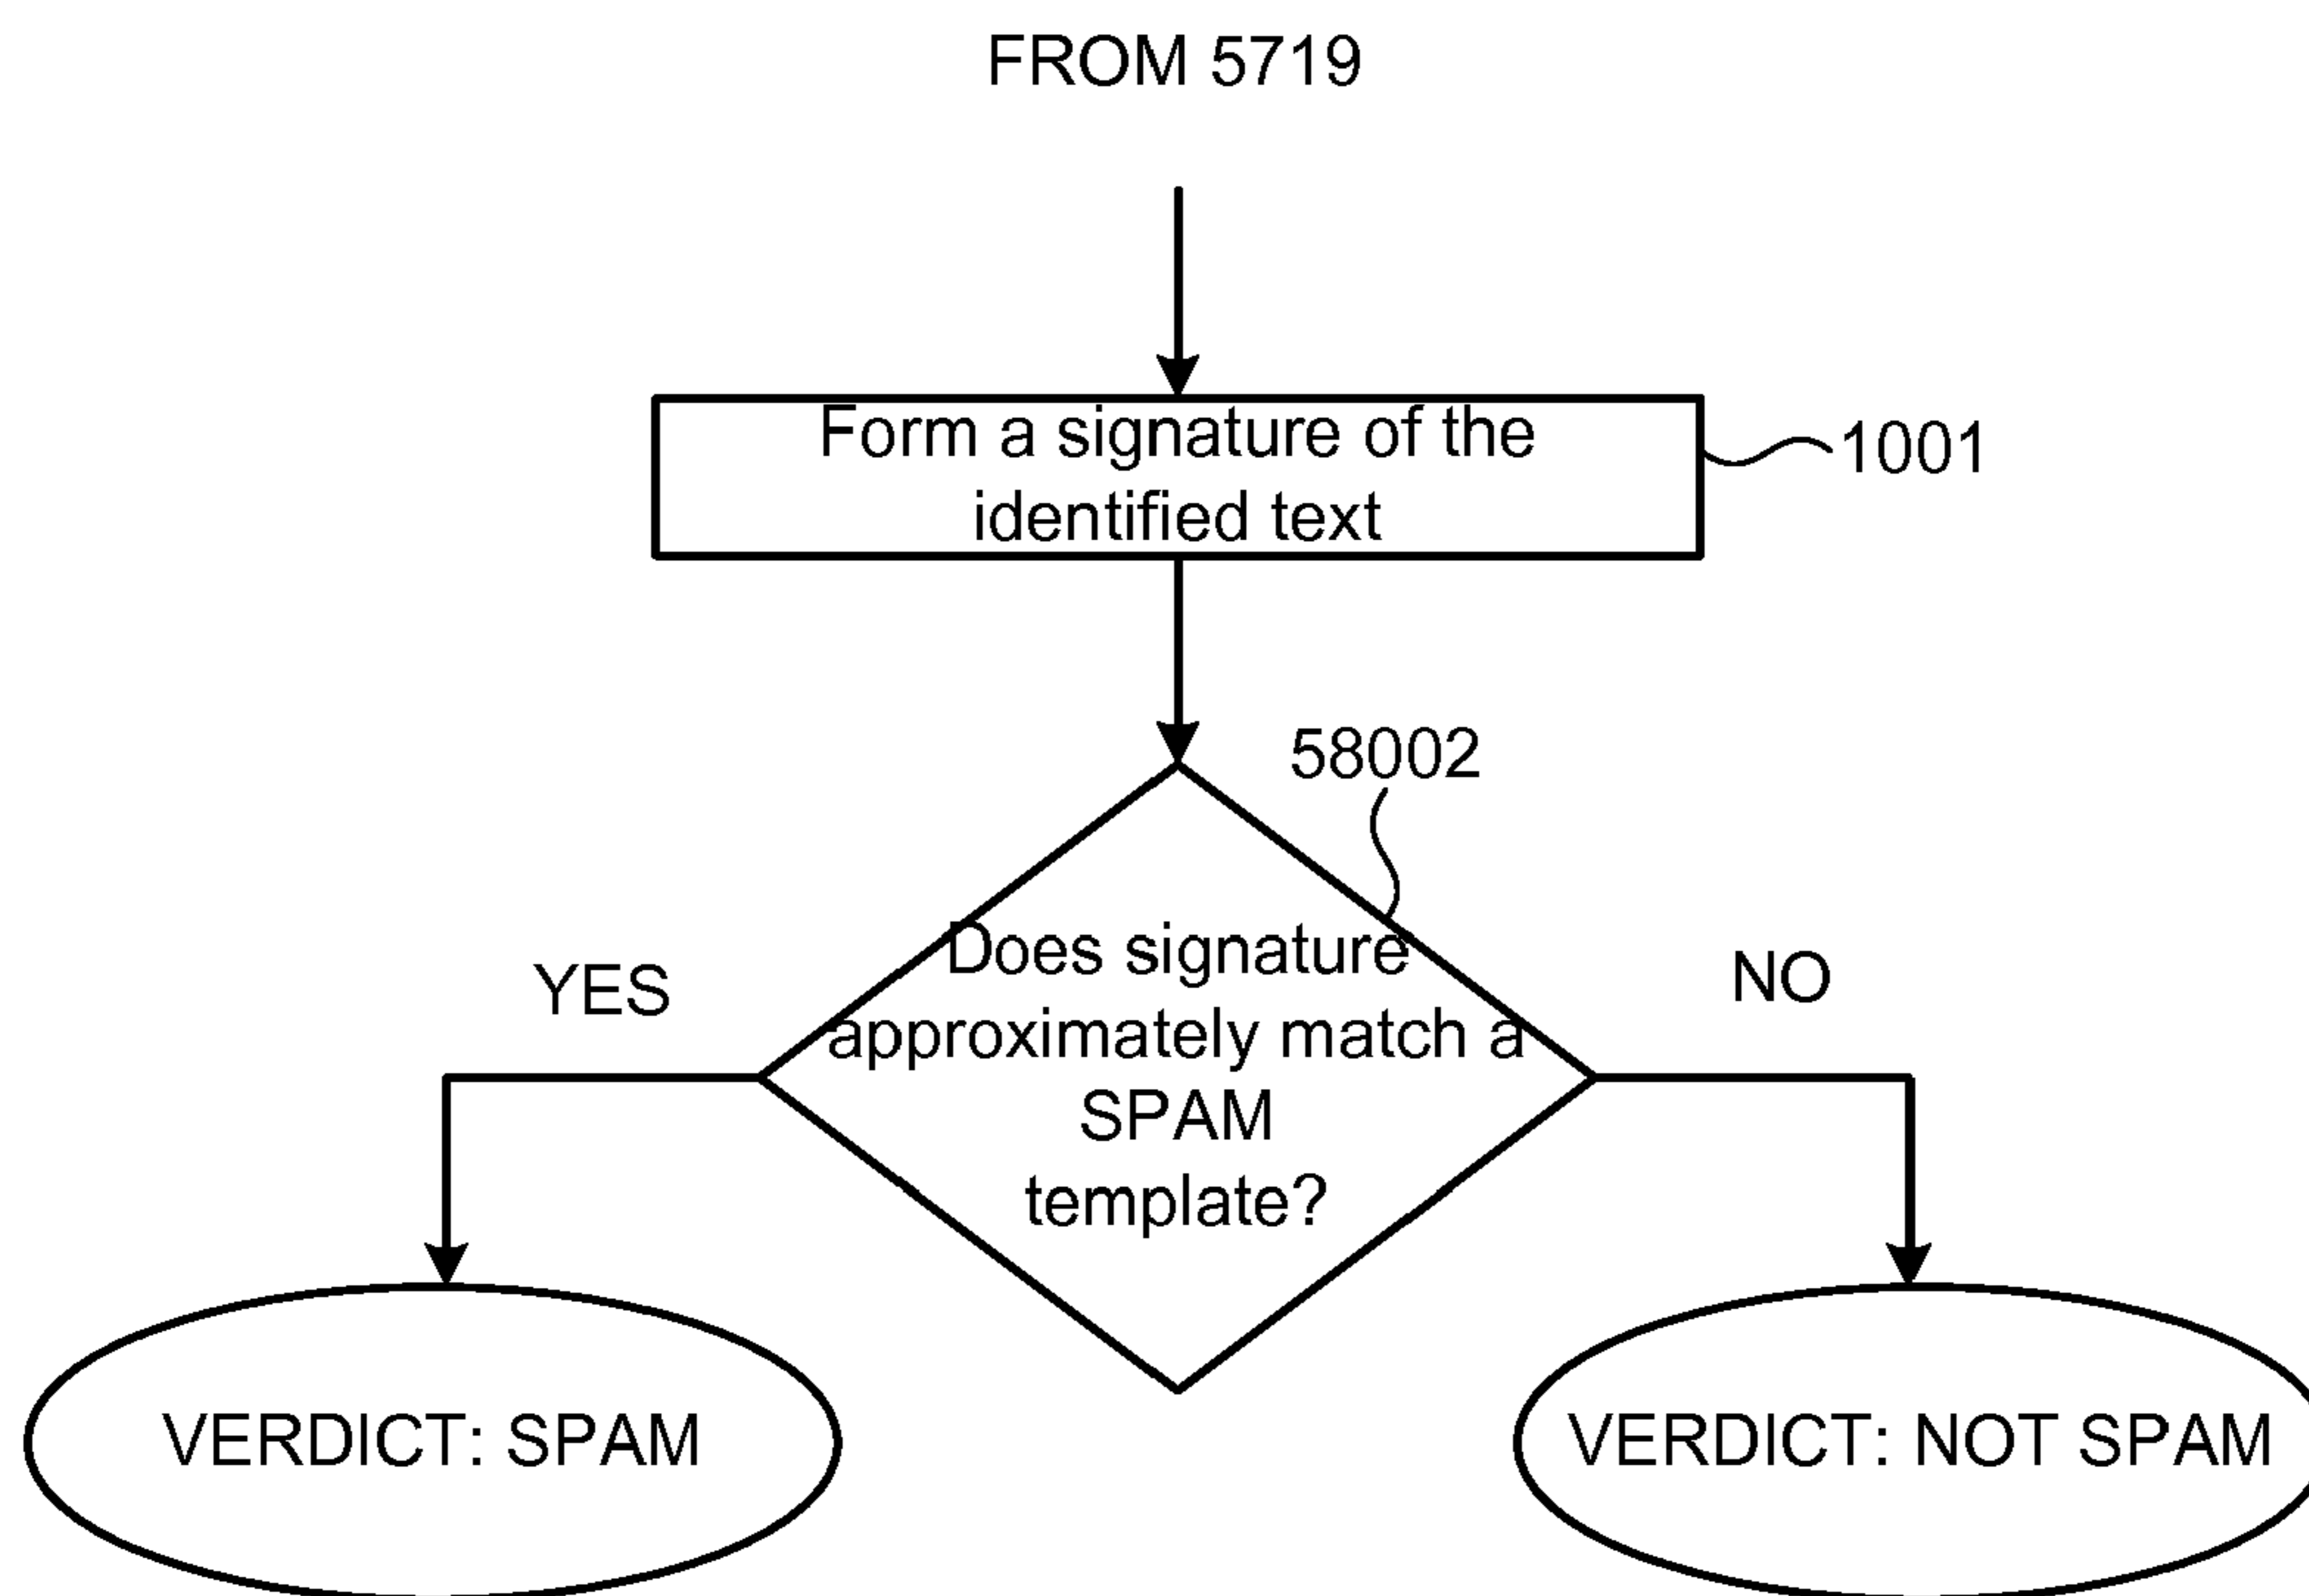 FROM 5719
Form a signature of the
identified text
1001
58002
Does signature
approximately match a
SPAM
template?
YES
NO
VERDICT: SPAM
VERDICT: NOT SPAM